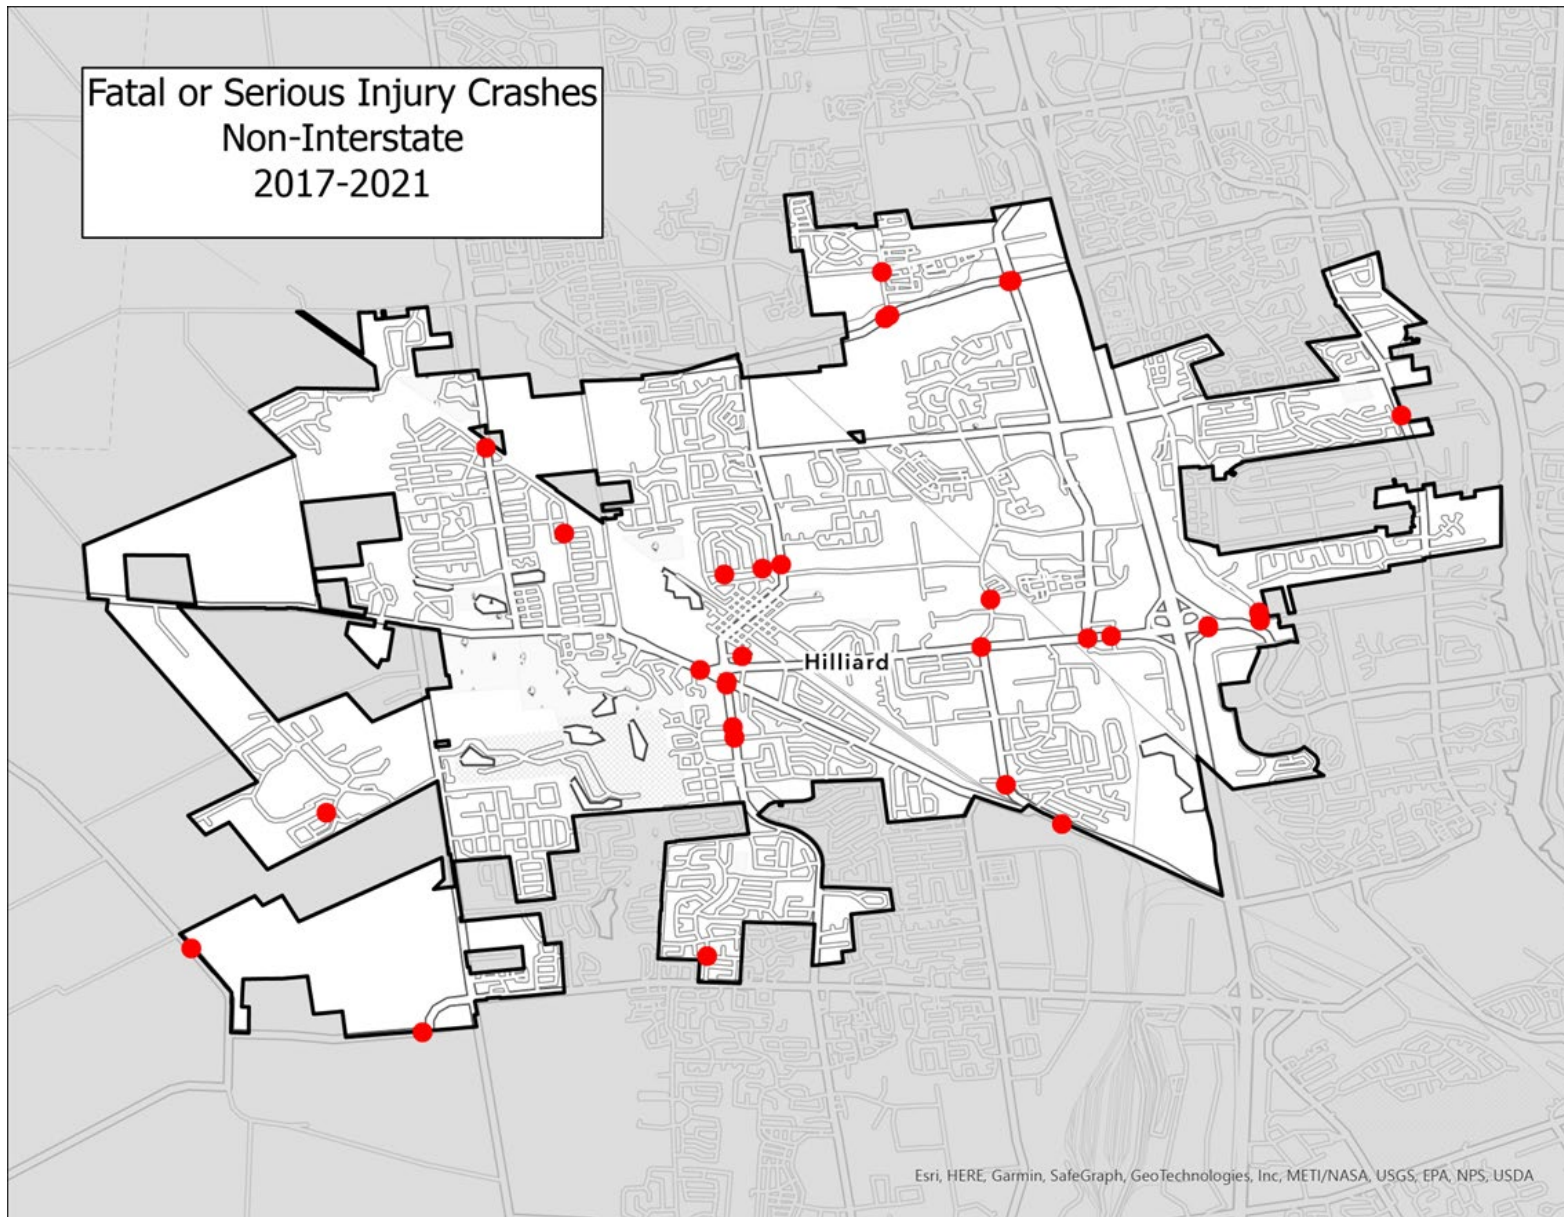 Fatal or Serious Injury Crashes
Non-Interstate
2017-2021
Hilliard
Esri, HERE, Garmin, SafeGraph, GeoTechnologies, Inc, METI/NASA, USGS, EPA, NPS, USDA